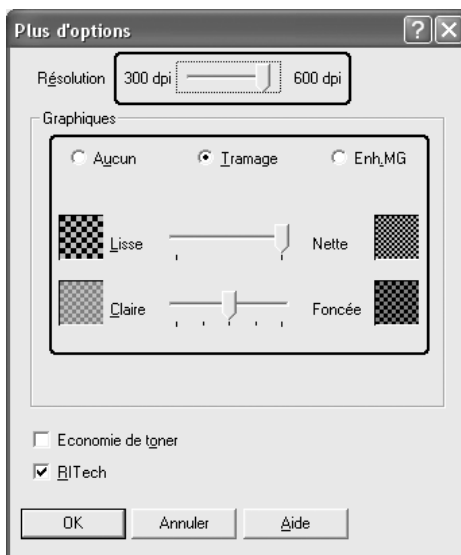 Plus d'options
Résolution 300 dpi 600 dpi
Graphiques
Aucun Tramage Enh.MG
Lisse Nette
Claire Foncée
Economie de toner
RITech
OK Annuler Aide